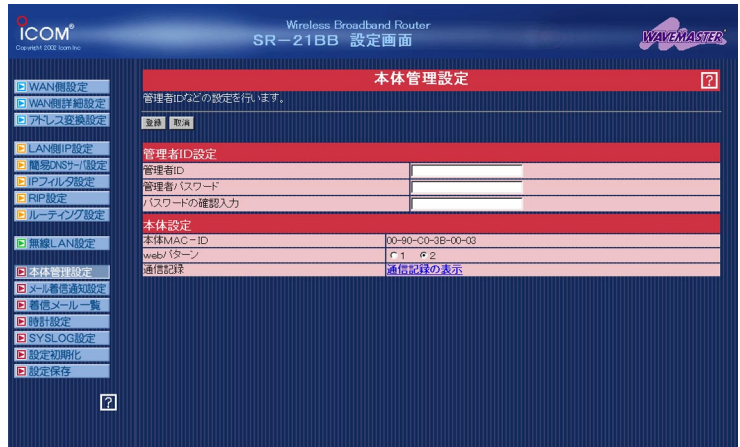 ICOM®
Copyright 2002 Icom Inc
Wireless Broadband Router
SR－21BB 設定画面
WAVEMASTER
WAN側設定
WAN側詳細設定
アドレス変換設定
LAN側IP設定
簡易DNSサーバ設定
IPフィルタ設定
RIP設定
ルーティング設定
無線LAN設定
本体管理設定
メール着信通知設定
着信メール一覧
時計設定
SYSLOG設定
設定初期化
設定保存
?
本体管理設定
?
管理者IDなどの設定を行います。
登録 取消
管理者ID設定
管理者ID
管理者パスワード
パスワードの確認入力
本体設定
本体MAC－ID 00-90-C0-3B-00-03
webパターン 1 2
通信記録 通信記録の表示